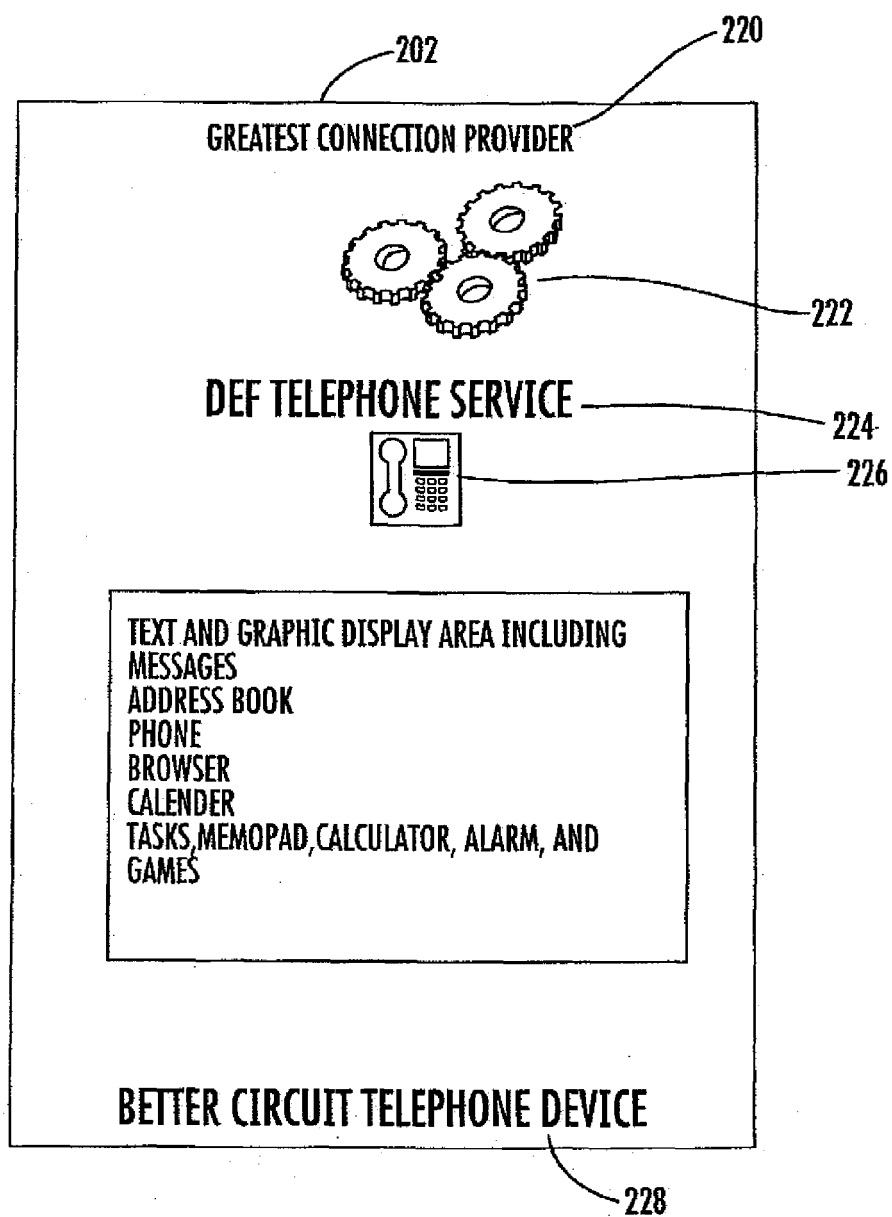 220
202
GREATEST CONNECTION PROVIDER
222
DEF TELEPHONE SERVICE
224
226
TEXT AND GRAPHIC DISPLAY AREA INCLUDING
MESSAGES
ADDRESS BOOK
PHONE
BROWSER
CALENDER
TASKS,MEMOPAD,CALCULATOR, ALARM, AND
GAMES
BETTER CIRCUIT TELEPHONE DEVICE
228